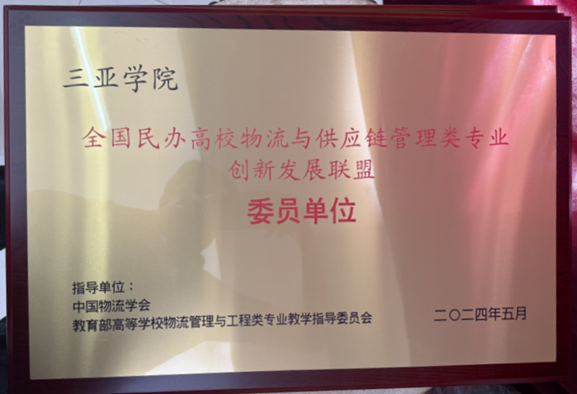 三亚学院
全国民办高校物流与供应链管理类专业
创新发展联盟
委员单位
指导单位：
中国物流学会
教育部高等学校物流管理与工程类专业教学指导委员会
二〇二四年五月